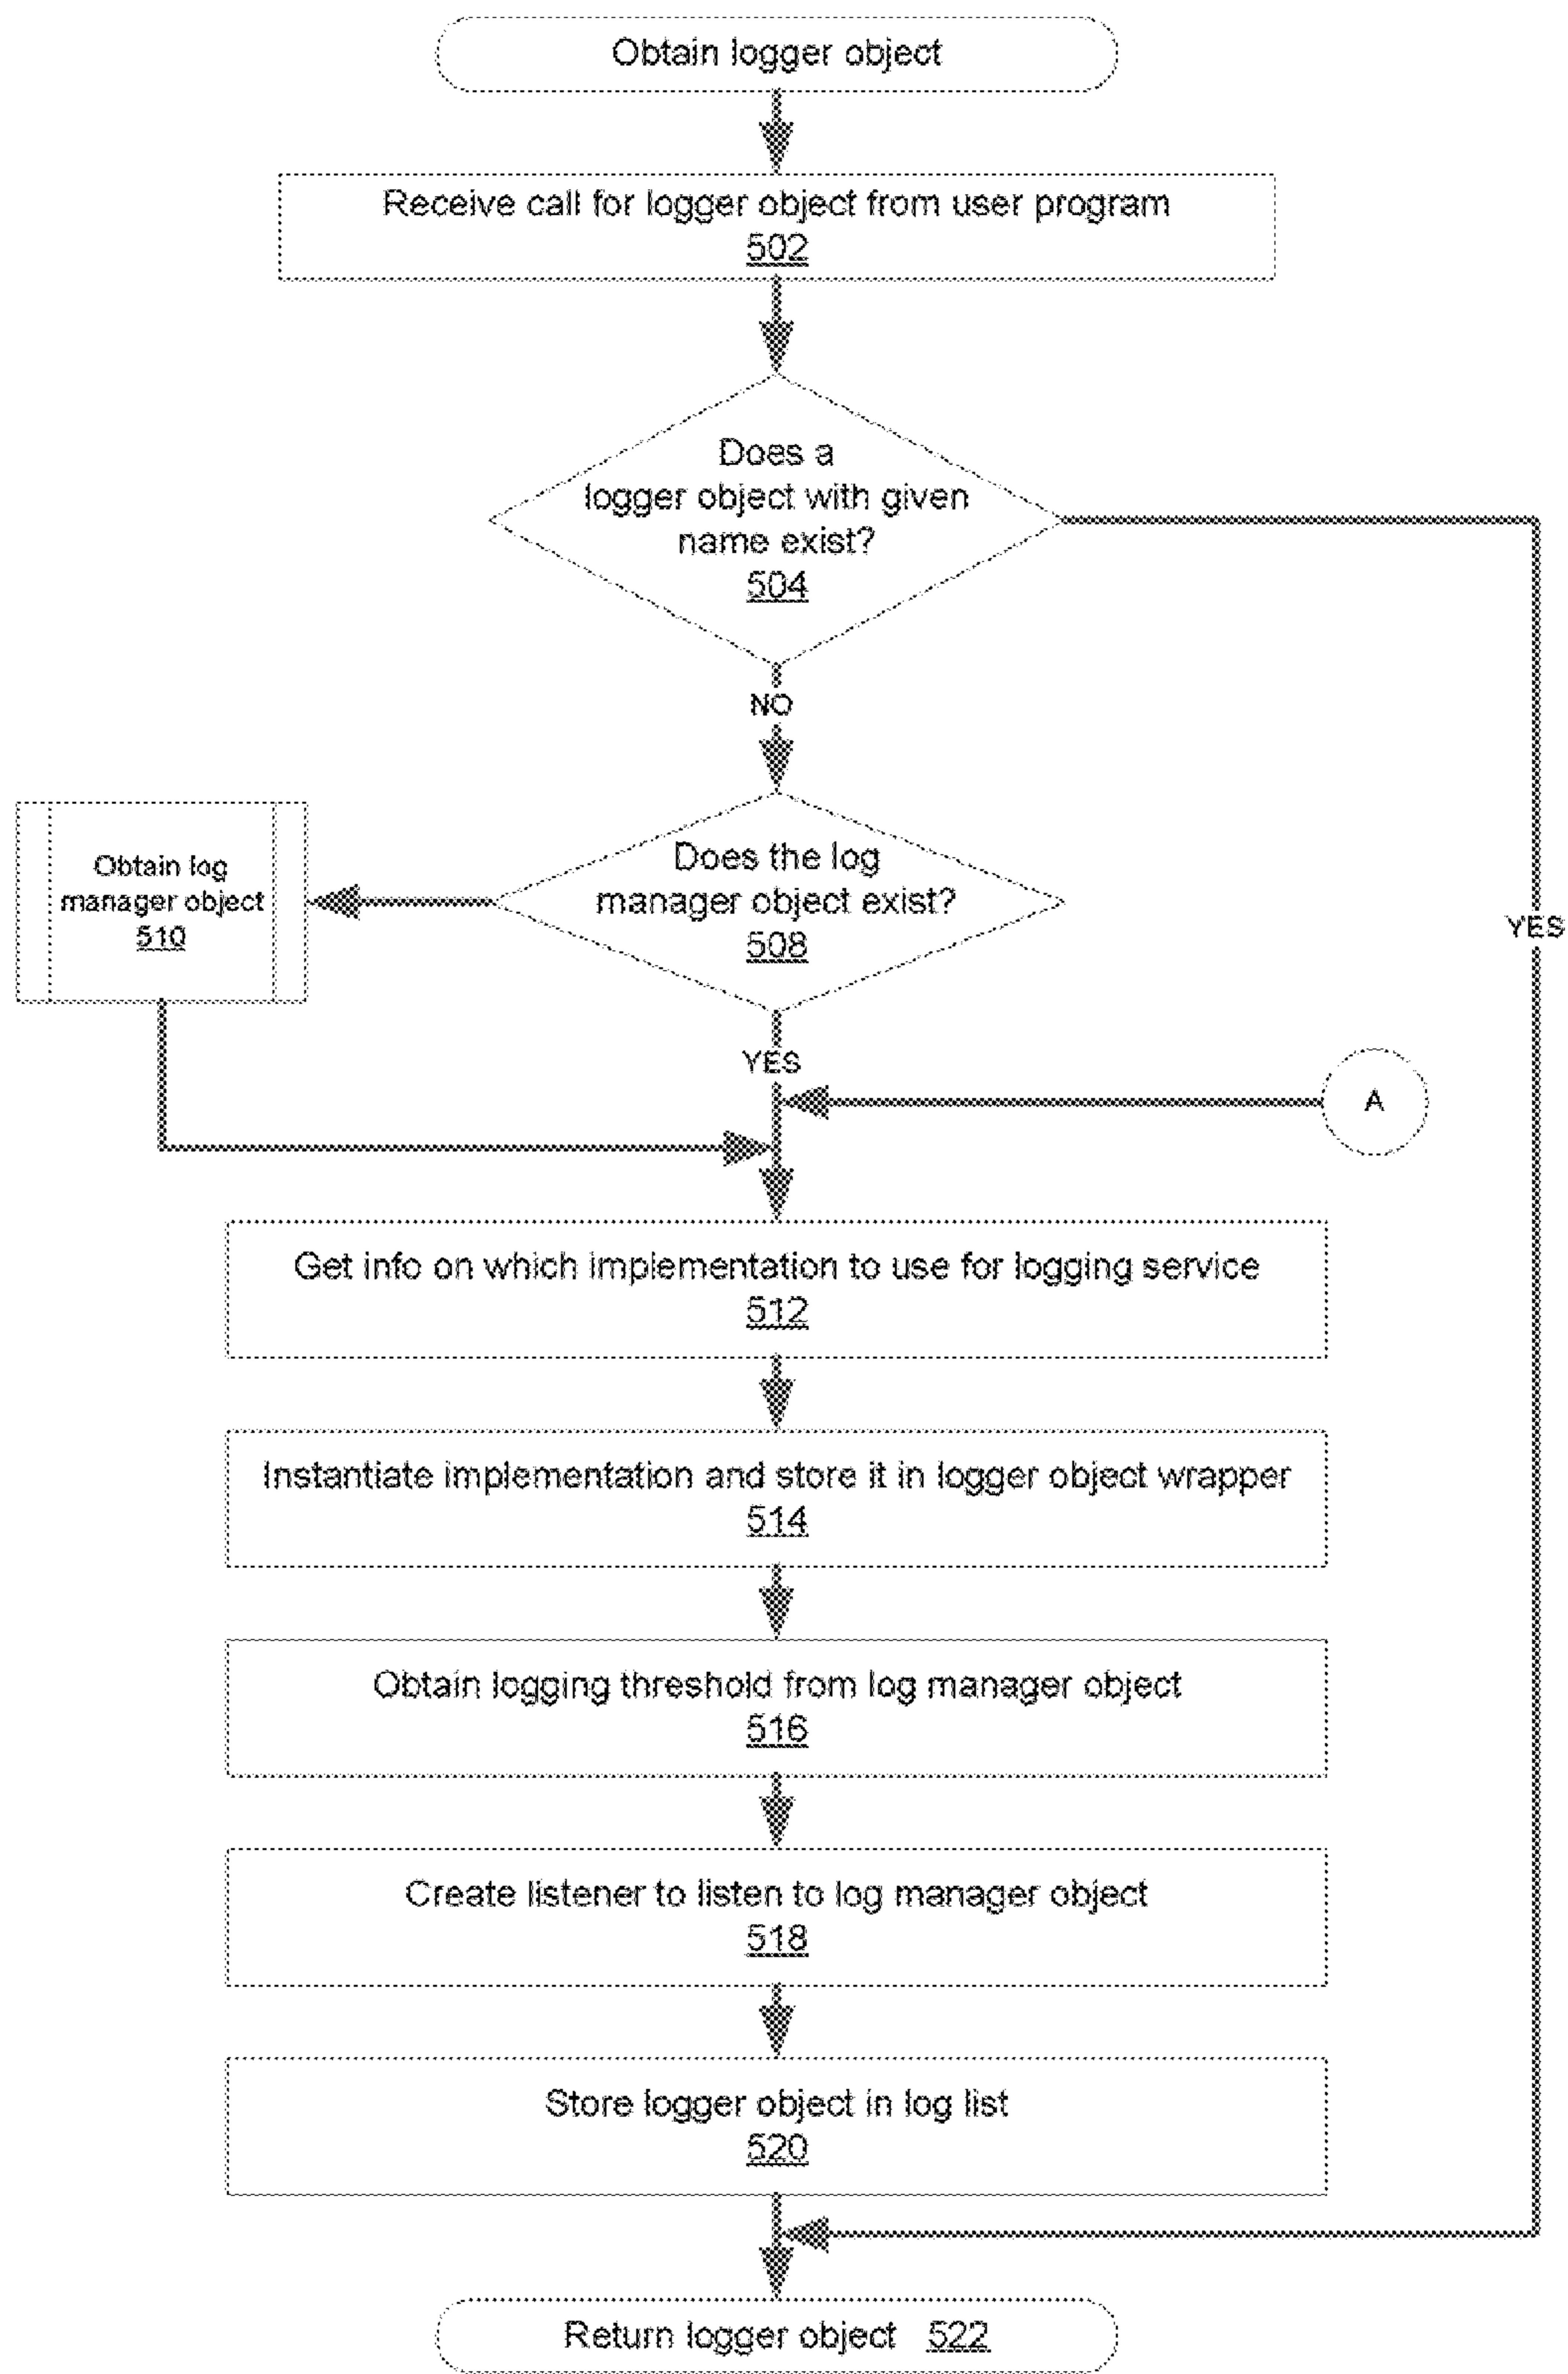 Obtain logger object
Receive call for logger object from user program
502
Does a
logger object with given
name exist?
504
NO
Does the log
manager object exist?
508
Obtain log
manager object
510
YES
YES
A
Get info on which implementation to use for logging service
512
Instantiate implementation and store it in logger object wrapper
514
Obtain logging threshold from log manager object
516
Create listener to listen to log manager object
518
Store logger object in log list
520
Return logger object 522